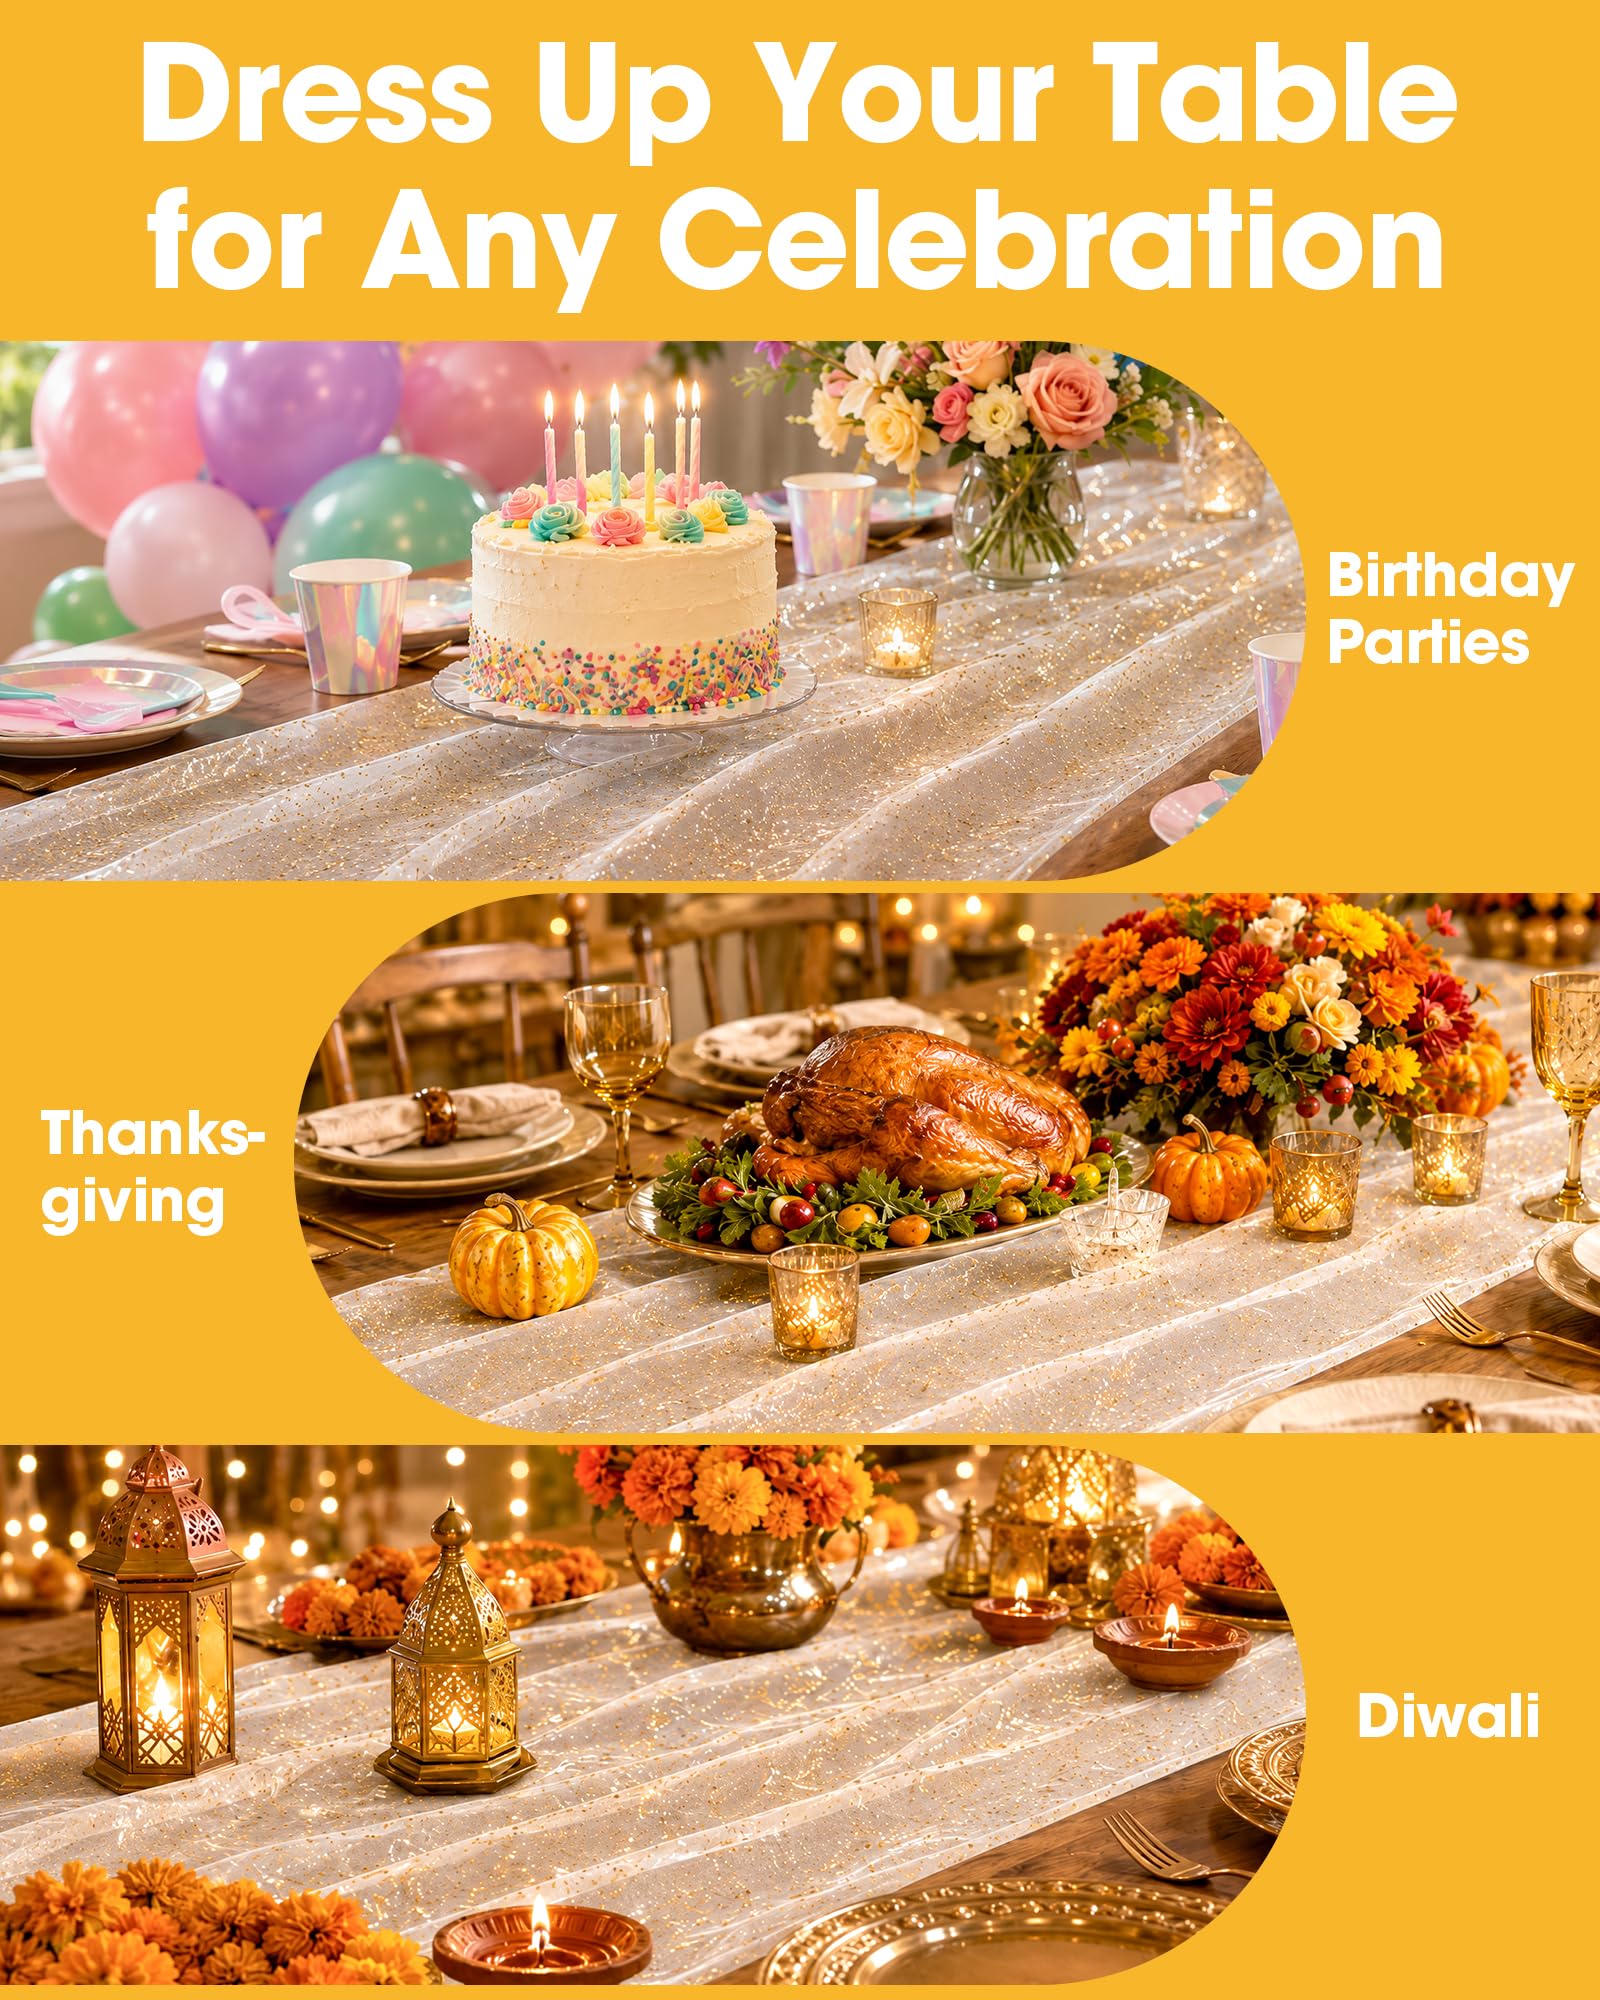 Dress Up Your Table
for Any Celebration
Birthday
Parties
Thanks-
giving
Diwali